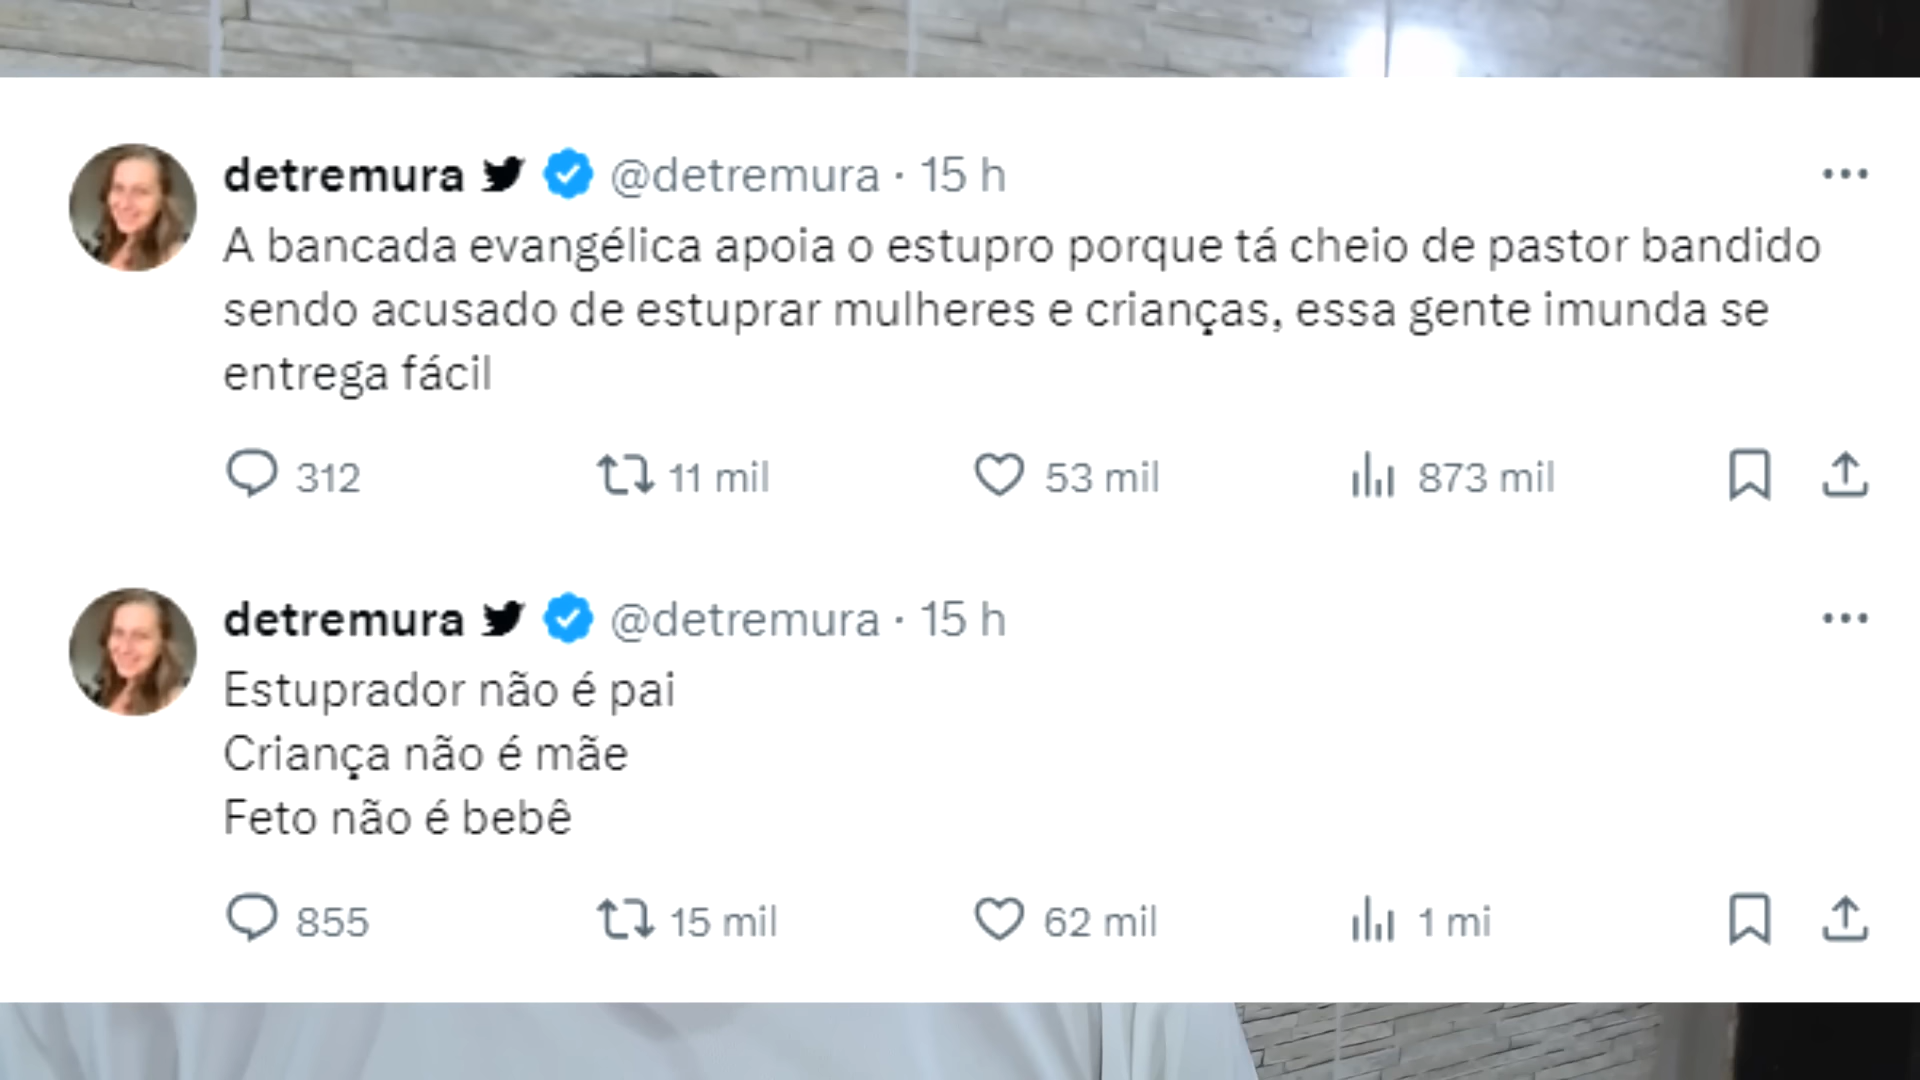 detremura @detremura · 15 h
A bancada evangélica apoia o estupro porque tá cheio de pastor bandido
sendo acusado de estuprar mulheres e crianças, essa gente imunda se
entrega fácil
312 11 mil 53 mil 873 mil
detremura @detremura · 15 h
Estuprador não é pai
Criança não é mãe
Feto não é bebê
855 15 mil 62 mil 1 mi